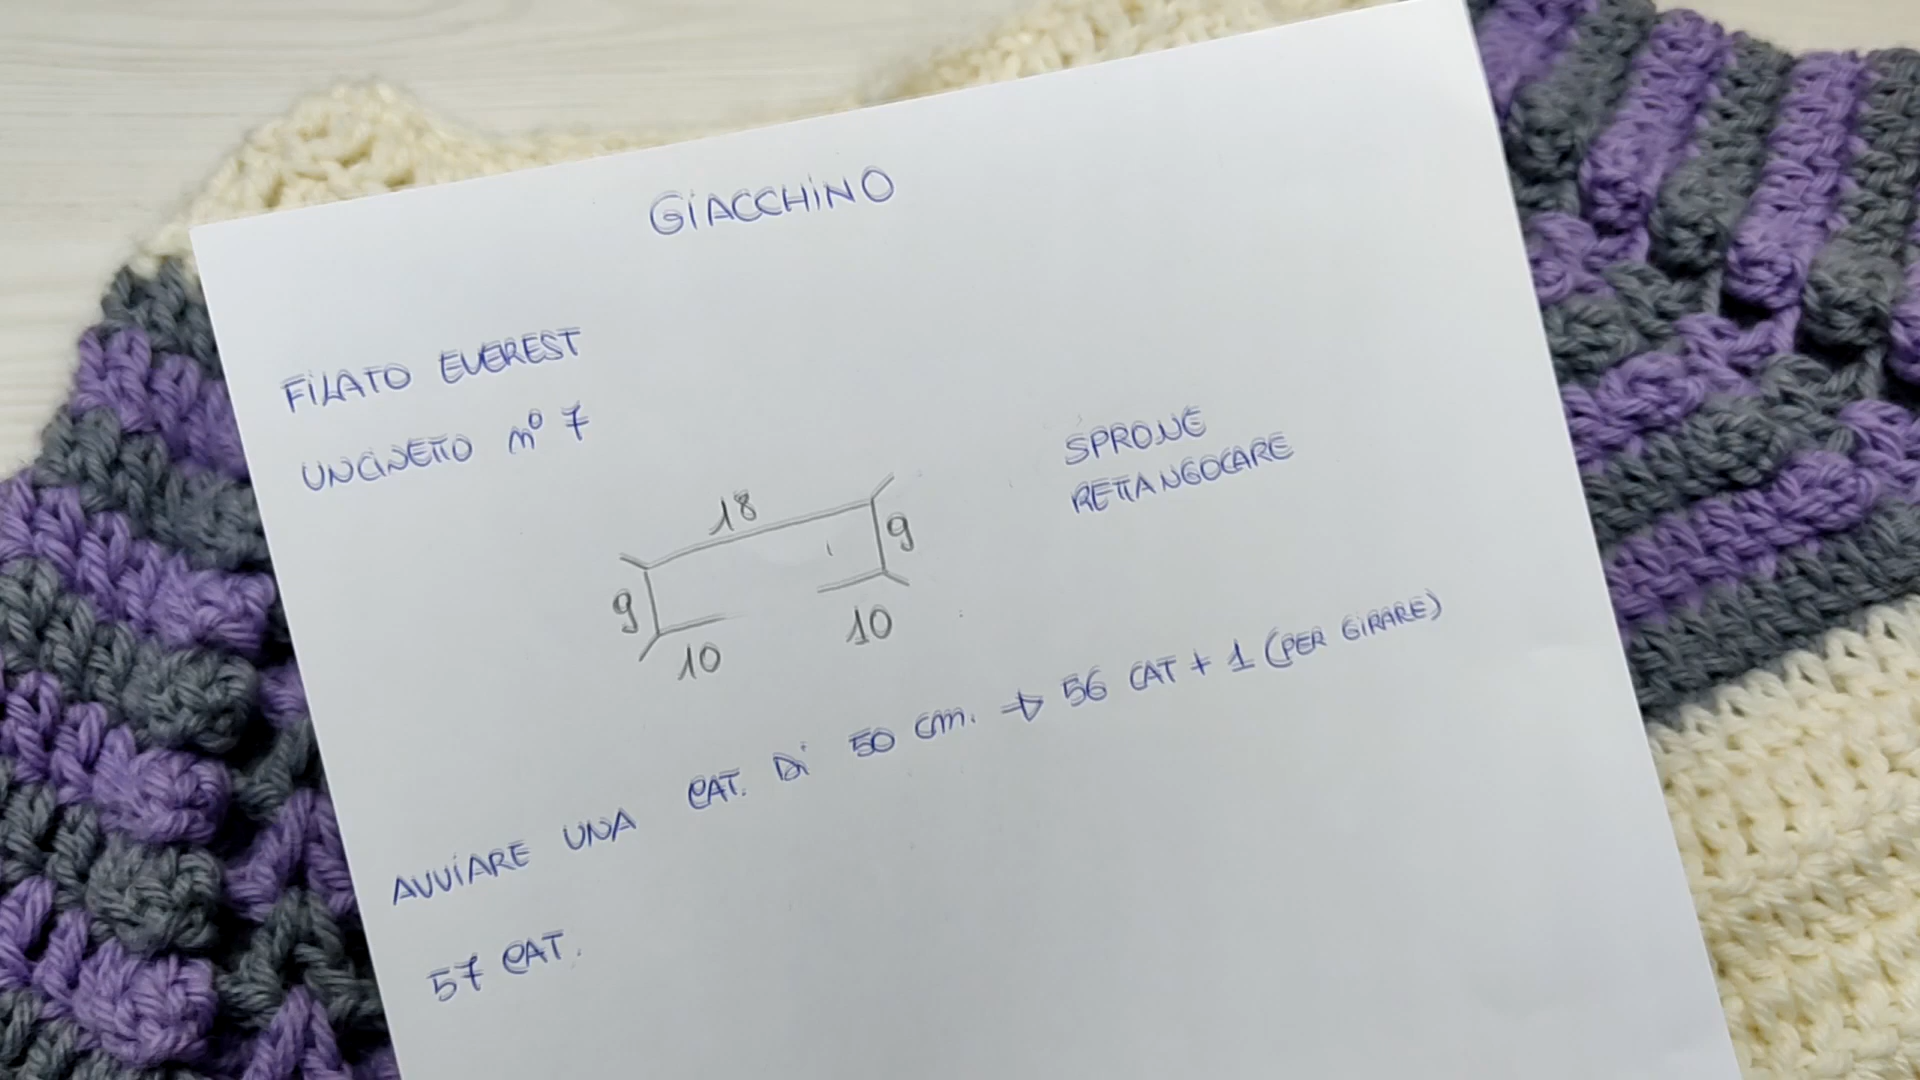 GIACCHINO
FILATO EVEREST
UNCINETTO nº 7
SPRONE
RETTANGOLARE
18
9
9
10
10
AVVIARE UNA CAT. DI 50 cm. → 56 CAT + 1 (PER GIRARE)
57 CAT.